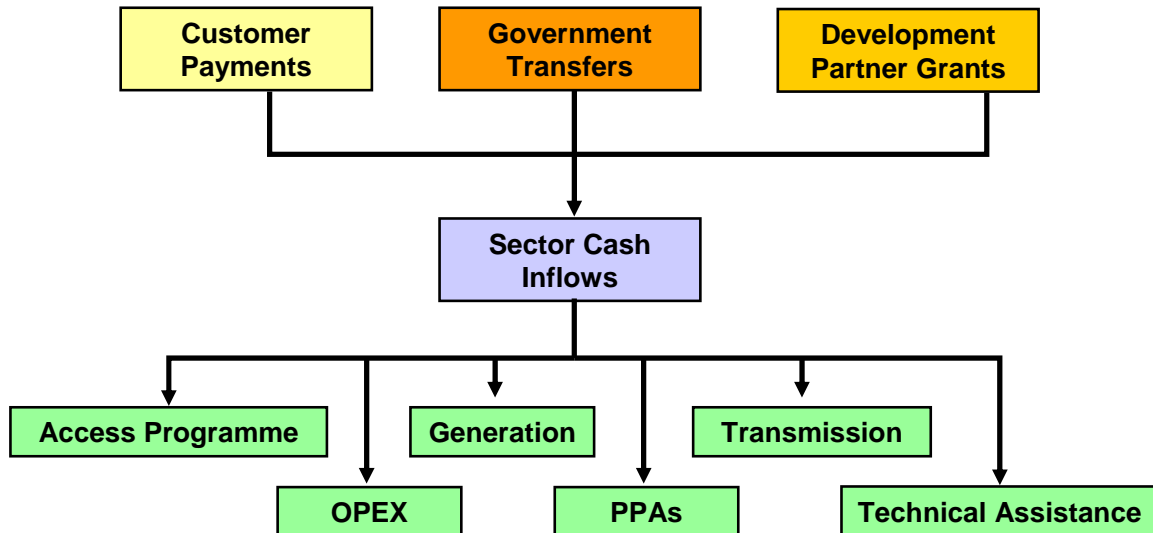 Customer
Payments
Government
Transfers
Development
Partner Grants
Sector Cash
Inflows
Access Programme
Generation
Transmission
OPEX
PPAs
Technical Assistance